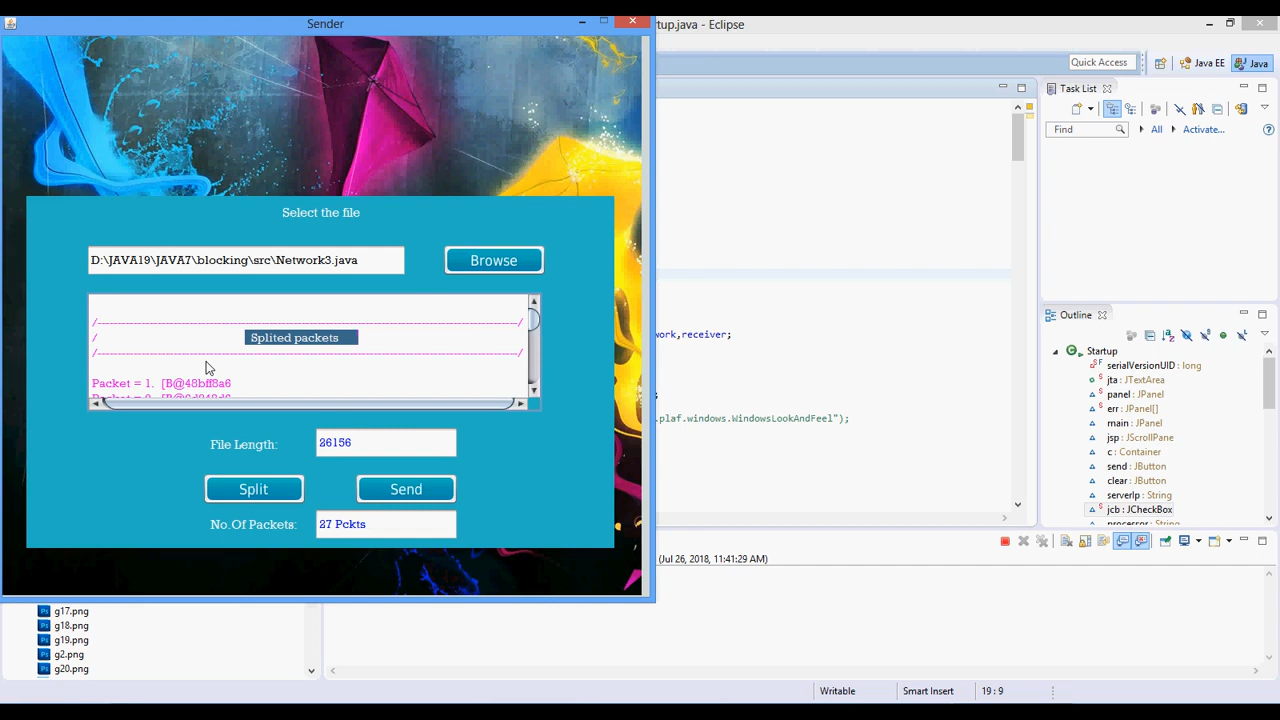 Sender
tup.java - Eclipse
Quick Access
Java EE
Java
Select the file
D:\JAVA19\JAVA7\blocking\src\Network3.java
Browse
/------------------------------------------------------------/
/ Splited packets
/------------------------------------------------------------/
Packet = 1. [B@48bff8a6
File Length:
26156
Split
Send
No.Of Packets:
27 Pckts
Task List
Find
All
Activate...
work,receiver;
.plaf.windows.WindowsLookAndFeel");
Outline
Startup
serialVersionUID : long
jta : JTextArea
panel : JPanel
err : JPanel[]
main : JPanel
jsp : JScrollPane
c : Container
send : JButton
clear : JButton
serverIp : String
jcb : JCheckBox
processor : String
(Jul 26, 2018, 11:41:29 AM)
g17.png
g18.png
g19.png
g2.png
g20.png
Writable
Smart Insert
19 : 9